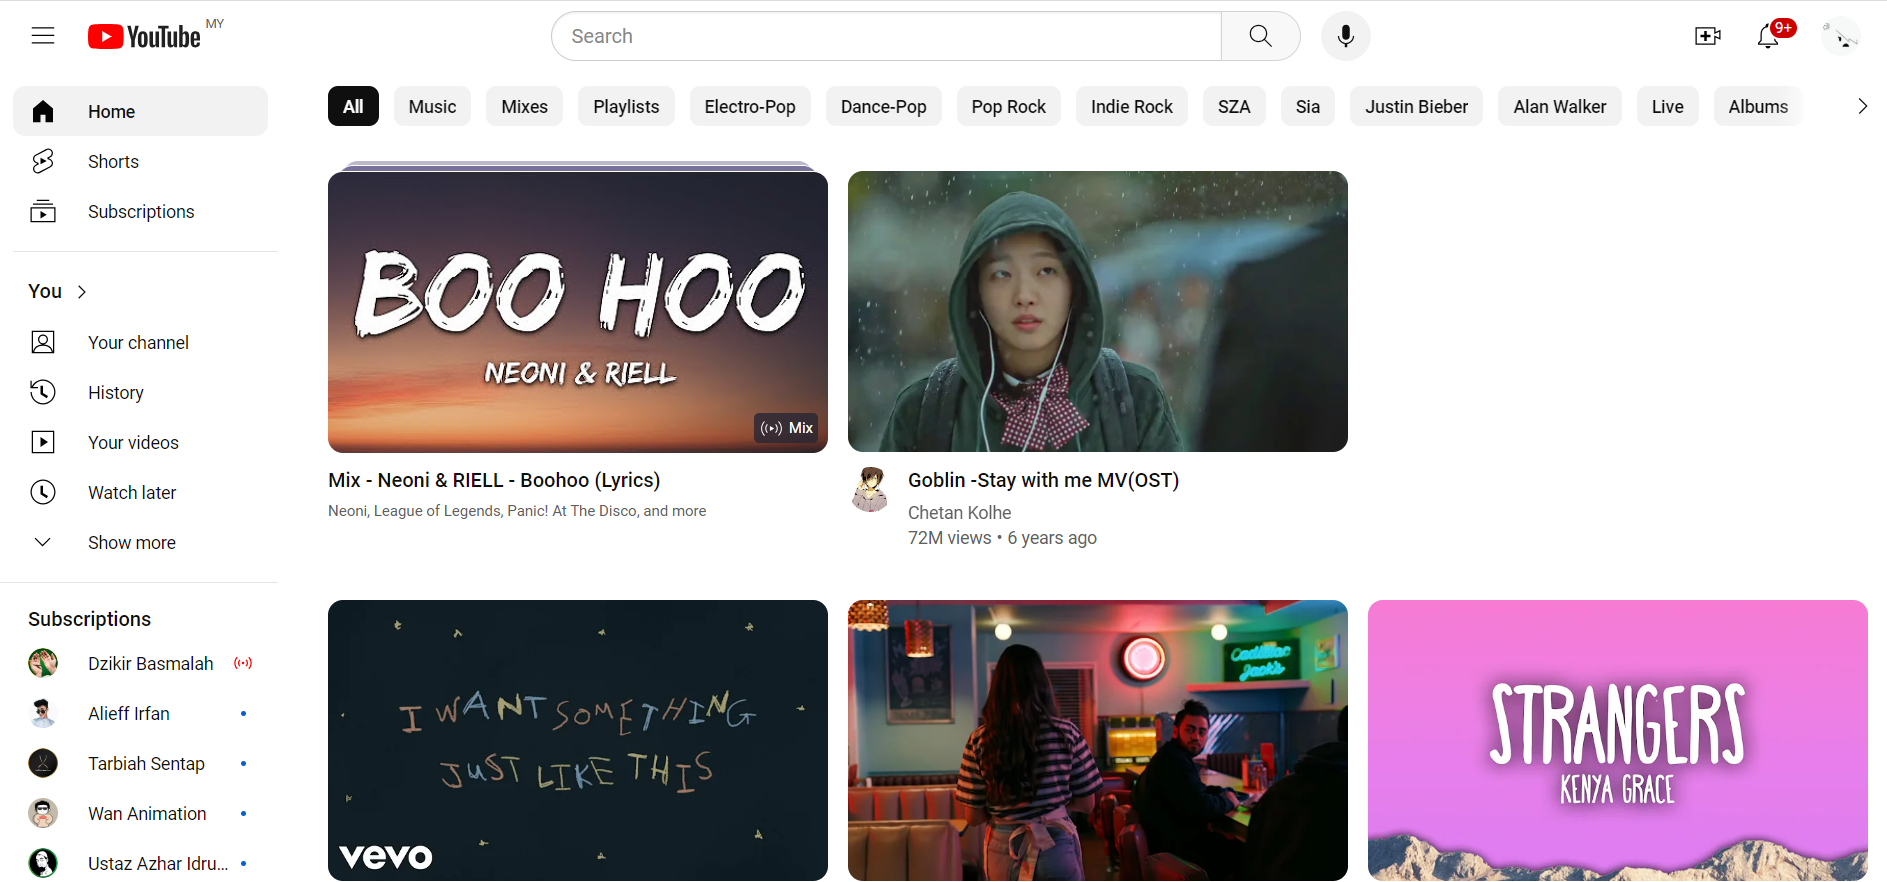 YouTube MY
Search
9+
Home
Shorts
Subscriptions
You
Your channel
History
Your videos
Watch later
Show more
Subscriptions
Dzikir Basmalah
Alieff Irfan
Tarbiah Sentap
Wan Animation
Ustaz Azhar Idru...
All Music Mixes Playlists Electro-Pop Dance-Pop Pop Rock Indie Rock SZA Sia Justin Bieber Alan Walker Live Albums
BOO HOO
NEONI & RIELL
Mix
Mix - Neoni & RIELL - Boohoo (Lyrics)
Neoni, League of Legends, Panic! At The Disco, and more
Goblin -Stay with me MV(OST)
Chetan Kolhe
72M views • 6 years ago
I WANT SOMETHING
JUST LIKE THIS
vevo
Cadillac
Jack's
STRANGERS
KENYA GRACE